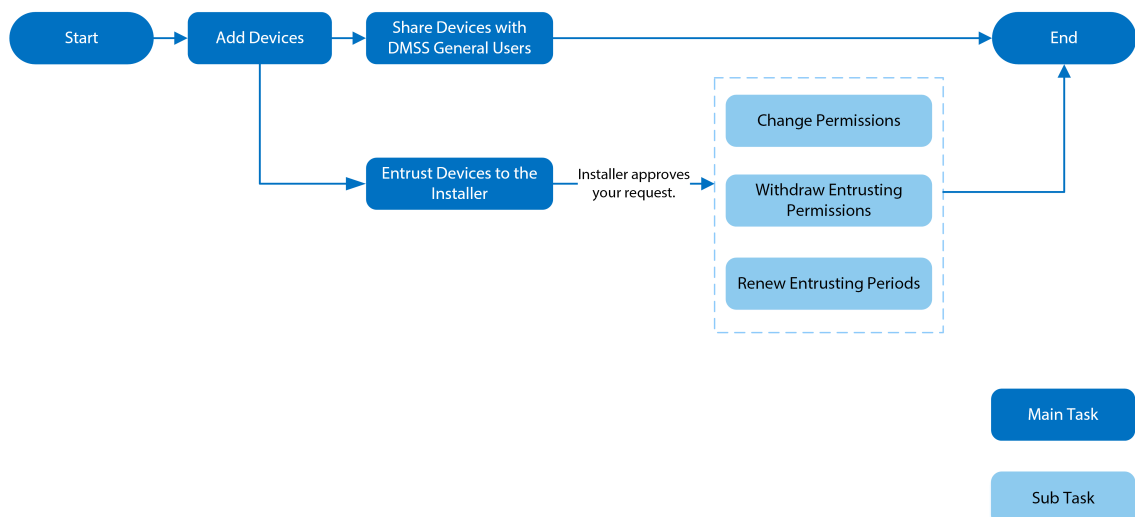 Start
Add Devices
Share Devices with
DMSS General Users
End
Change Permissions
Entrust Devices to the
Installer
Installer approves
your request.
Withdraw Entrusting
Permissions
Renew Entrusting Periods
Main Task
Sub Task